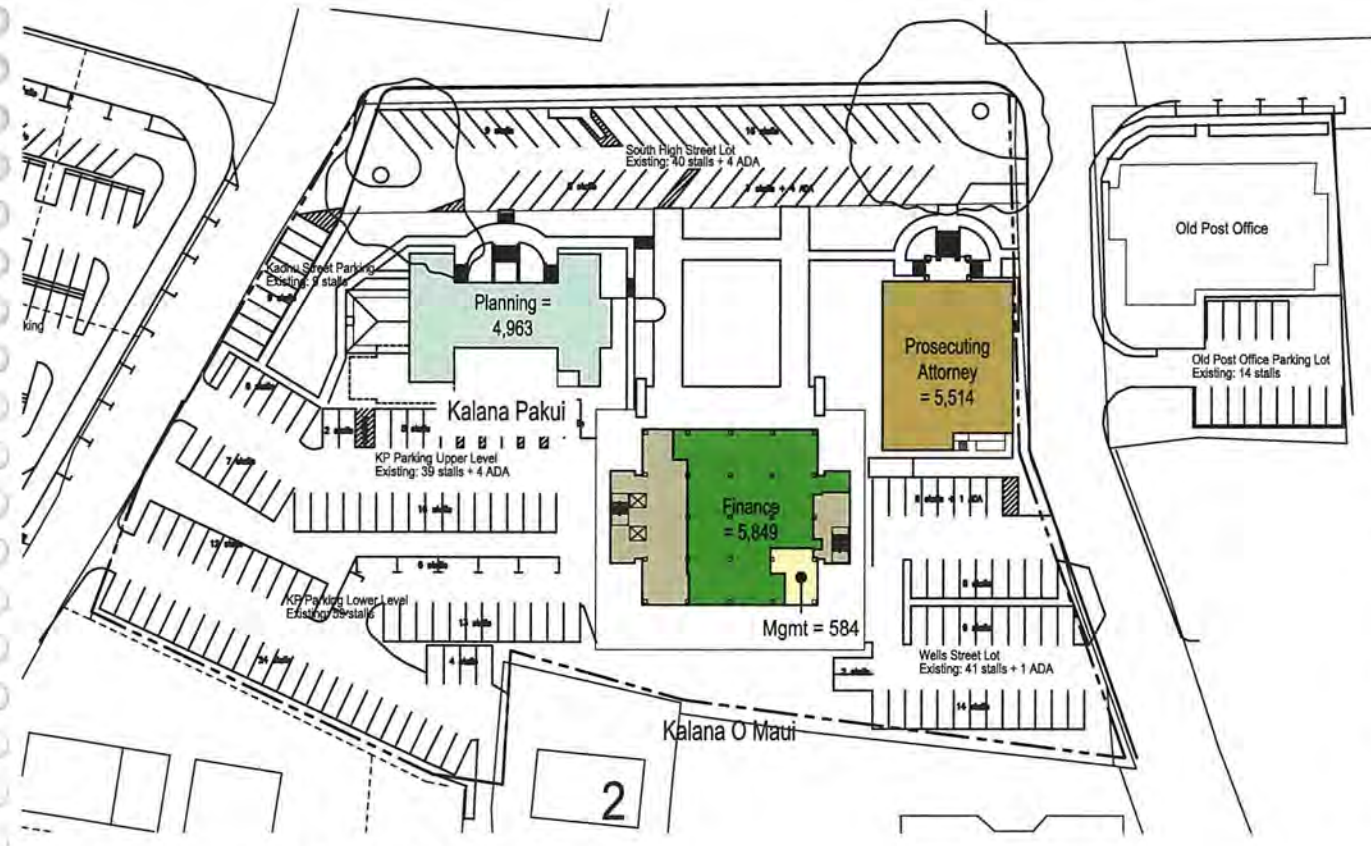 9 stalls
South High Street Lot
Existing: 40 stalls + 4 ADA
Old Post Office
Kaohu Street Parking
Existing: 9 stalls
Planning =
4,963
Prosecuting
Attorney
= 5,514
Old Post Office Parking Lot
Existing: 14 stalls
Kalana Pakui
2 stalls
7 stalls
KP Parking Upper Level
Existing: 39 stalls + 4 ADA
16 stalls
Finance
= 5,849
KP Parking Lower Level
13 stalls
Mgmt = 584
4 stalls
Wells Street Lot
Existing: 41 stalls + 1 ADA
14 stalls
Kalana O Maui
2